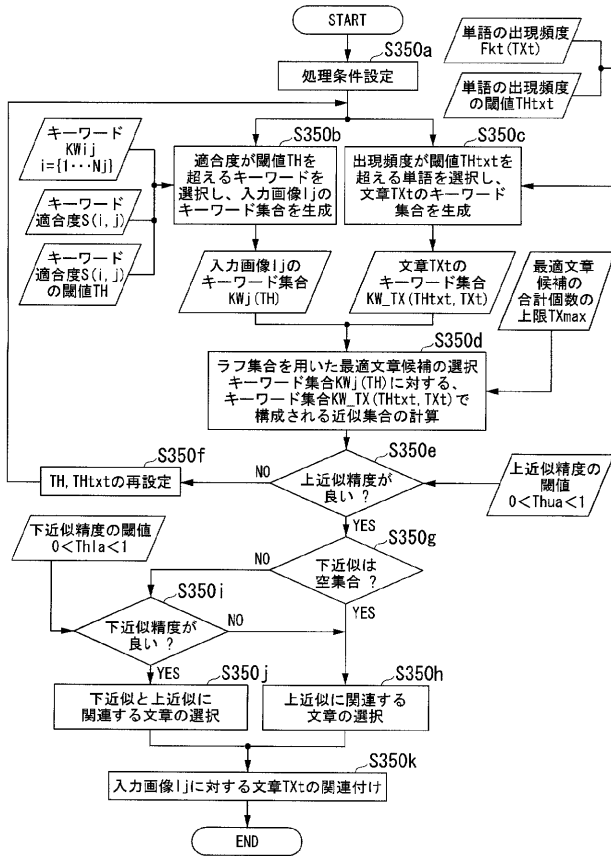 START
S350a
処理条件設定
単語の出現頻度
Fkt(TXt)
単語の出現頻度
の閾値THtxt
キーワード
KWij
i={1・・・Nj}
キーワード
適合度S(i,j)
キーワード
適合度S(i,j)
の閾値TH
S350b
適合度が閾値THを
超えるキーワードを
選択し、入力画像Ijの
キーワード集合を生成
S350c
出現頻度が閾値THtxtを
超える単語を選択し、
文章TXtのキーワード
集合を生成
入力画像Ijの
キーワード集合
KWj(TH)
文章TXtの
キーワード集合
KW_TX(THtxt,TXt)
最適文章
候補の
合計個数の
上限TXmax
S350d
ラフ集合を用いた最適文章候補の選択
キーワード集合KWj(TH)に対する、
キーワード集合KW_TX(THtxt,TXt)で
構成される近似集合の計算
S350e
上近似精度が
良い ?
NO
YES
S350f
TH,THtxtの再設定
上近似精度の
閾値
0<Thua<1
下近似精度の閾値
0<Thla<1
S350g
下近似は
空集合 ?
NO
YES
S350i
下近似精度が
良い ?
NO
YES
S350j
下近似と上近似に
関連する文章の選択
S350h
上近似に関連する
文章の選択
S350k
入力画像Ijに対する文章TXtの関連付け
END